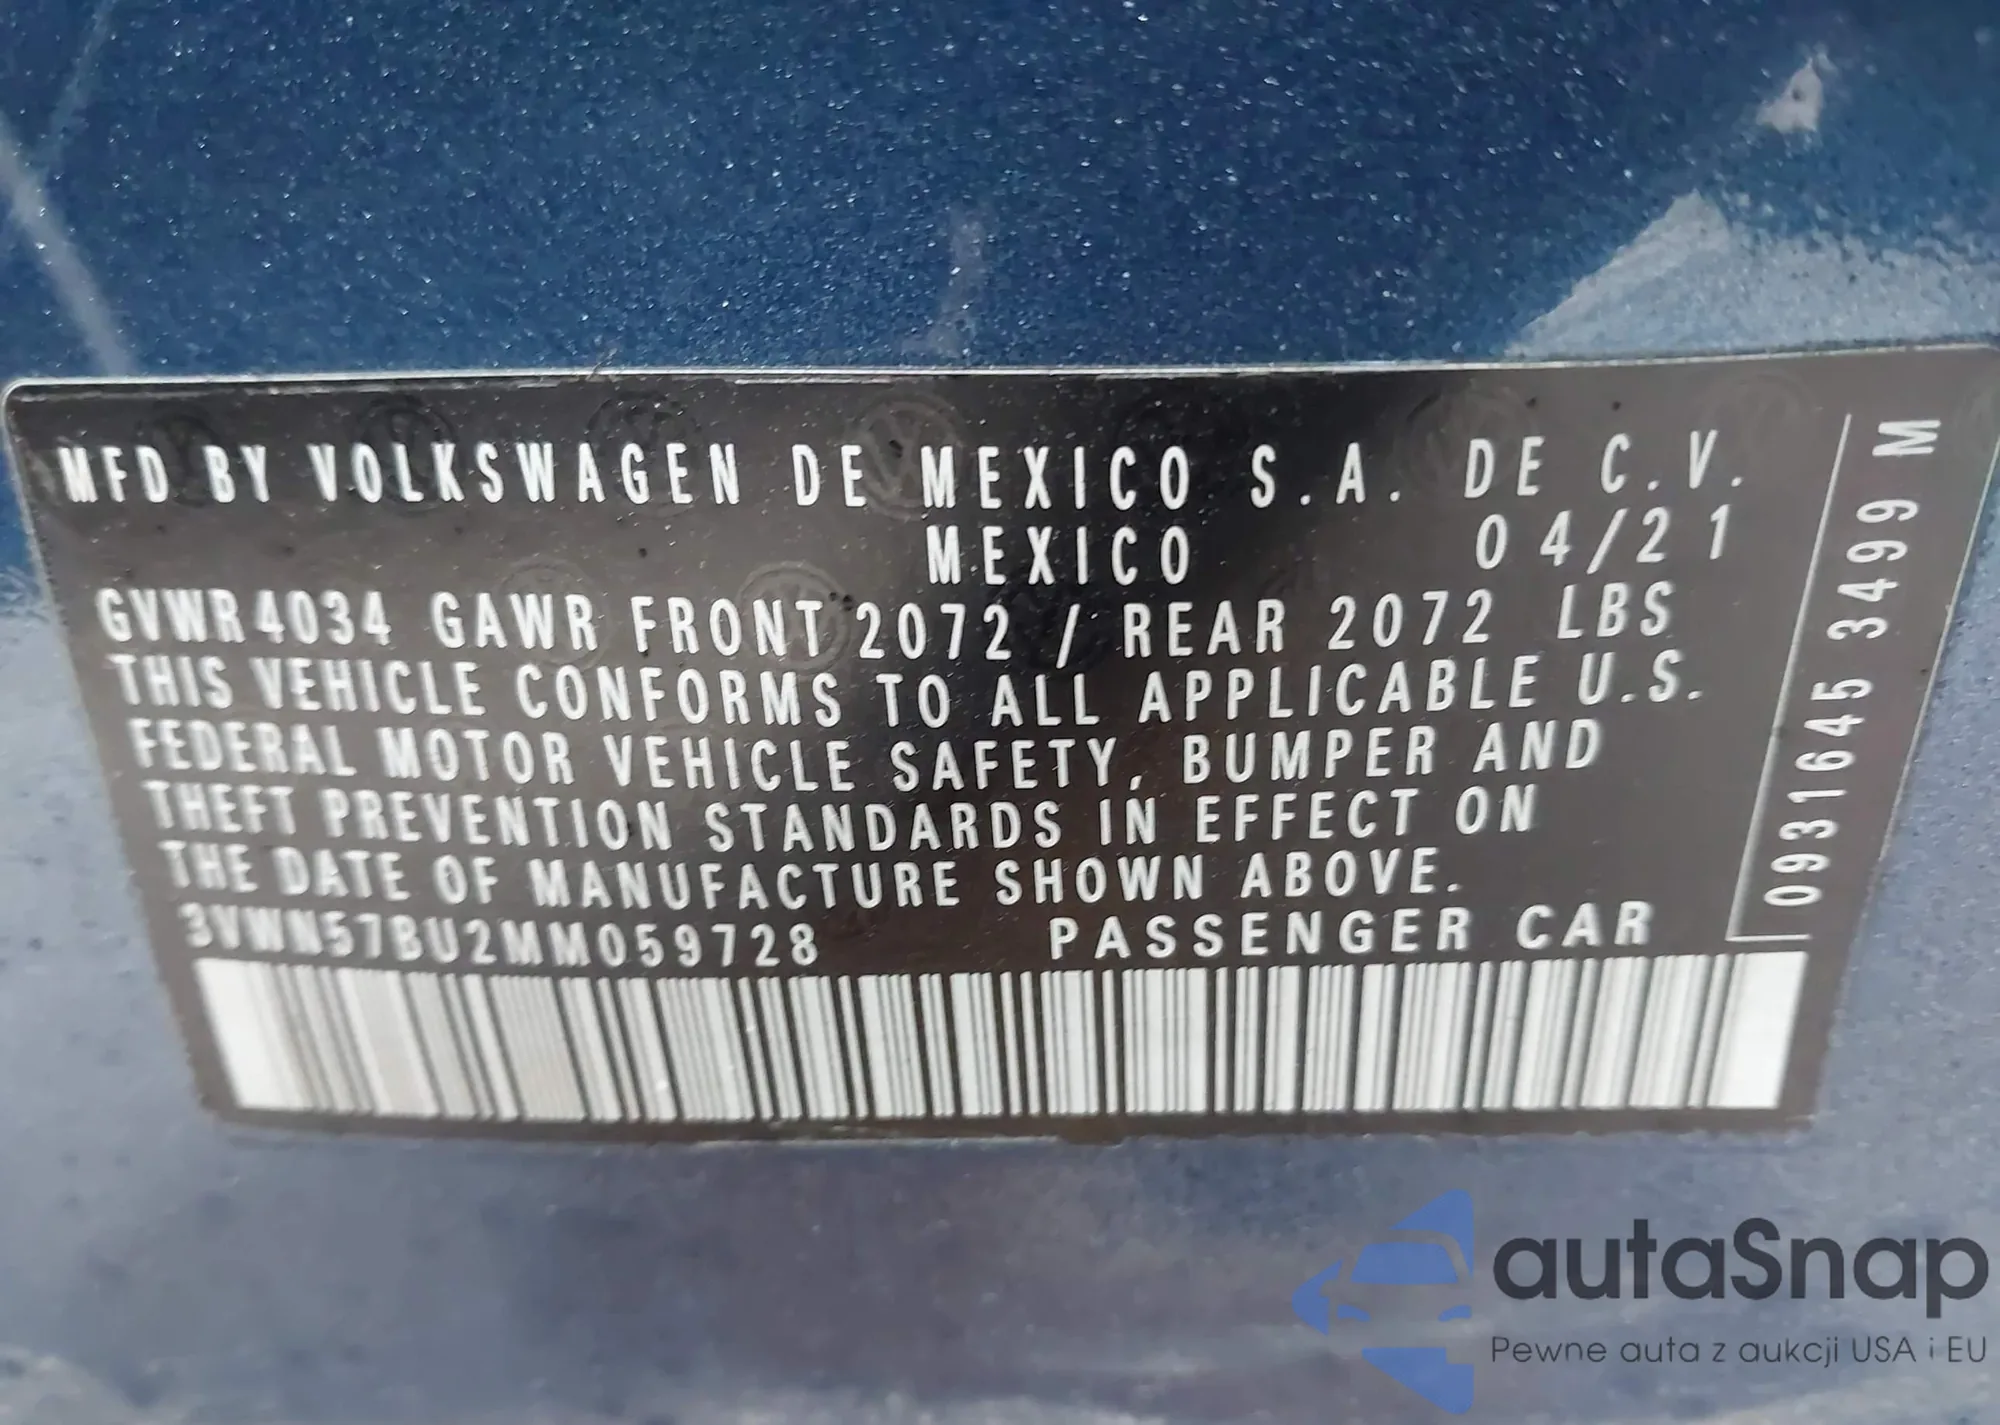 MFD BY VOLKSWAGEN DE MEXICO S.A. DE C.V.
MEXICO 04/21
GVWR 4034 GAWR FRONT 2072 / REAR 2072 LBS
THIS VEHICLE CONFORMS TO ALL APPLICABLE U.S.
FEDERAL MOTOR VEHICLE SAFETY, BUMPER AND
THEFT PREVENTION STANDARDS IN EFFECT ON
THE DATE OF MANUFACTURE SHOWN ABOVE.
3VWN57BU2MM059728 PASSENGER CAR
0931645 3499 M
autaSnap
Pewne auta z aukcji USA i EU